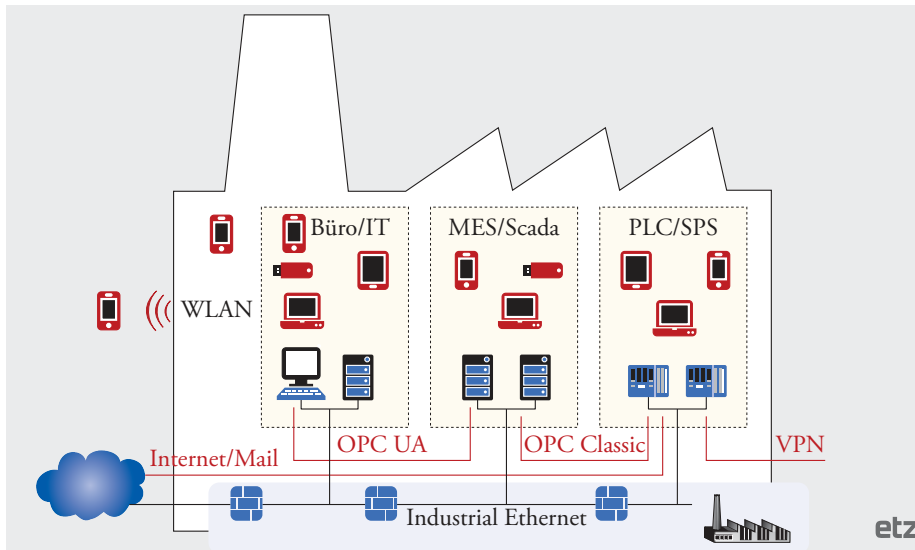 Büro/IT
MES/Scada
PLC/SPS
WLAN
OPC UA
OPC Classic
VPN
Internet/Mail
Industrial Ethernet
etz